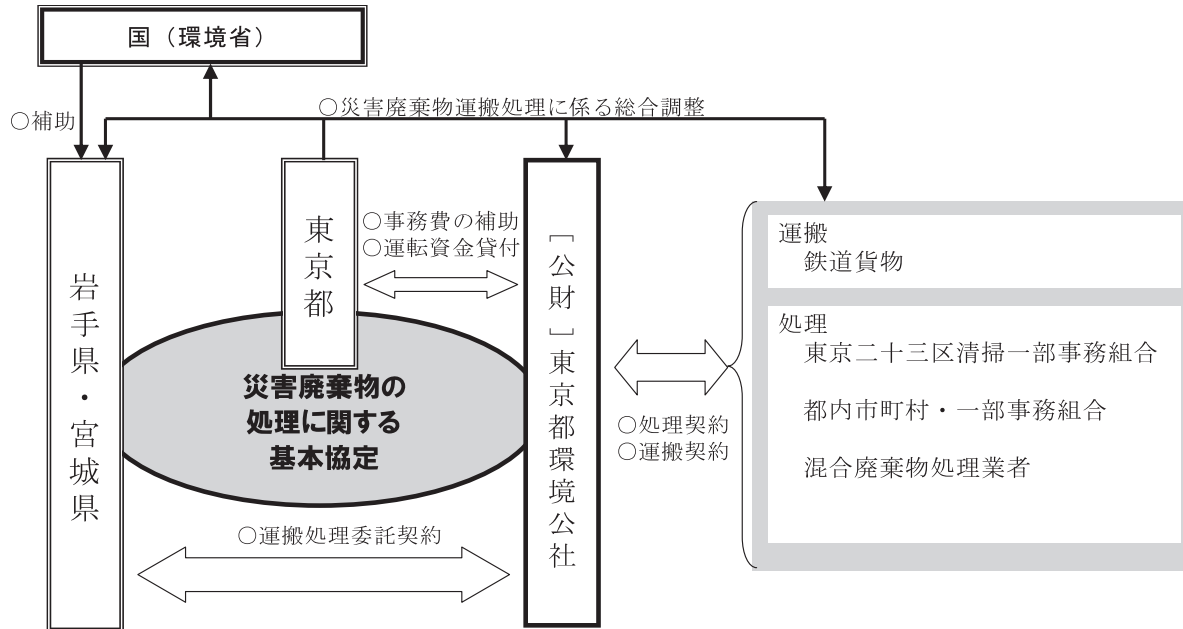 国（環境省）
○災害廃棄物運搬処理に係る総合調整
○補助
岩手県・宮城県
東京都
○事務費の補助
○運転資金貸付
［公財］東京都環境公社
災害廃棄物の
処理に関する
基本協定
○運搬処理委託契約
○処理契約
○運搬契約
運搬
鉄道貨物
処理
東京二十三区清掃一部事務組合
都内市町村・一部事務組合
混合廃棄物処理業者